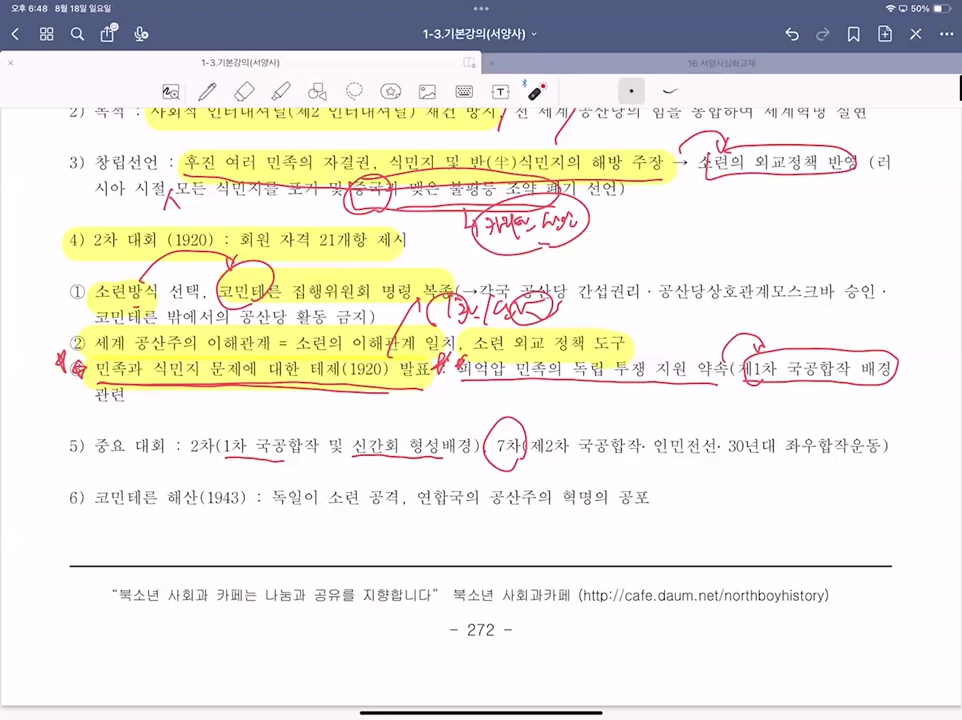 오후 6:48 8월 18일 일요일
50%
1-3.기본강의(서양사)
1-3.기본강의(서양사)
16.서양사심화교재
2) 목적 : 사회적 인터내셔널(제2 인터내셔널) 재건 방지, 전 세계 공산당의 힘을 통합하여 세계혁명 실현
3) 창립선언 : 후진 여러 민족의 자결권, 식민지 및 반(半)식민지의 해방 주장 → 소련의 외교정책 반영 (러
시아 시절 모든 식민지를 포기 및 중국과 맺은 불평등 조약 폐기 선언)
4) 2차 대회 (1920) : 회원 자격 21개항 제시
① 소련방식 선택, 코민테른 집행위원회 명령 복종(→각국 공산당 간섭권리·공산당상호관계모스크바 승인·
코민테른 밖에서의 공산당 활동 금지)
② 세계 공산주의 이해관계 = 소련의 이해관계 일치, 소련 외교 정책 도구
민족과 식민지 문제에 대한 테제(1920) 발표 : 피억압 민족의 독립 투쟁 지원 약속(제1차 국공합작 배경
관련
5) 중요 대회 : 2차(1차 국공합작 및 신간회 형성배경), 7차(제2차 국공합작·인민전선·30년대 좌우합작운동)
6) 코민테른 해산(1943) : 독일이 소련 공격, 연합국의 공산주의 혁명의 공포
“북소년 사회과 카페는 나눔과 공유를 지향합니다” 북소년 사회과카페 (http://cafe.daum.net/northboyhistory)
- 272 -